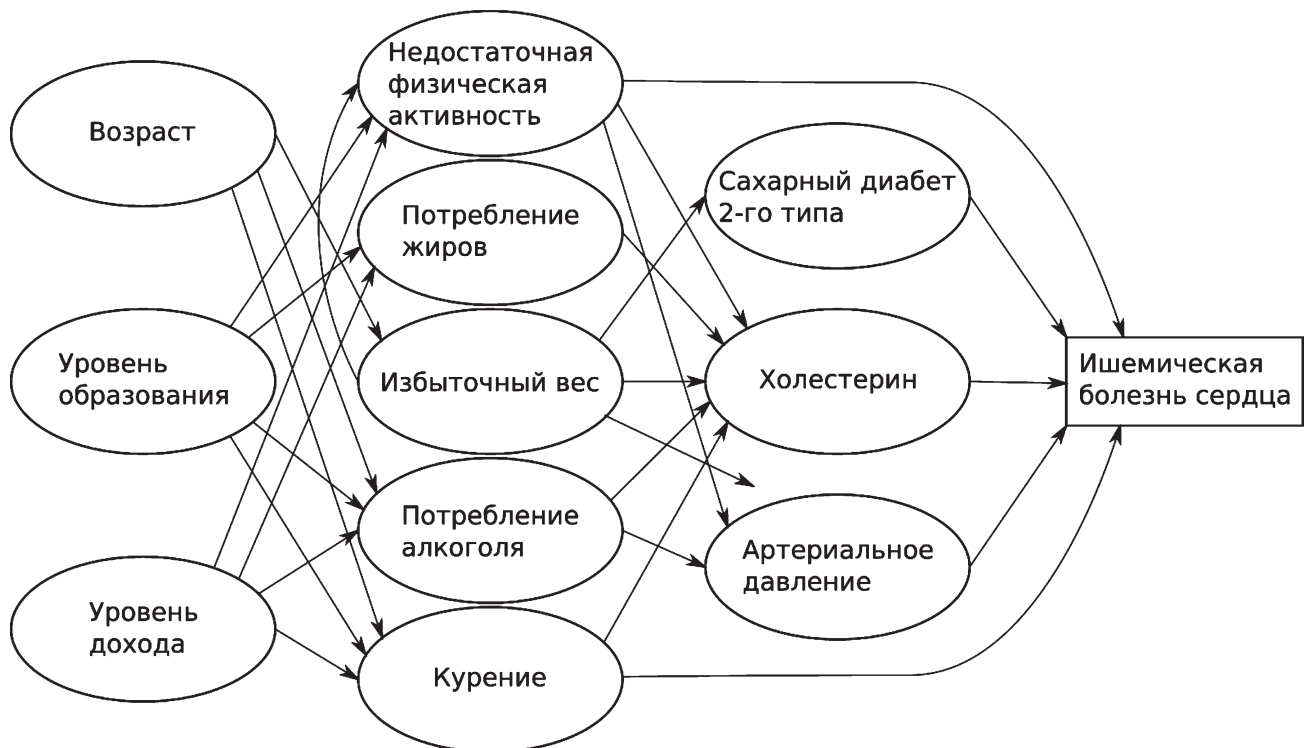 Недостаточная
физическая
активность
Возраст
Сахарный диабет
2-го типа
Потребление
жиров
Уровень
образования
Избыточный вес
Холестерин
Ишемическая
болезнь сердца
Потребление
алкоголя
Артериальное
давление
Уровень
дохода
Курение